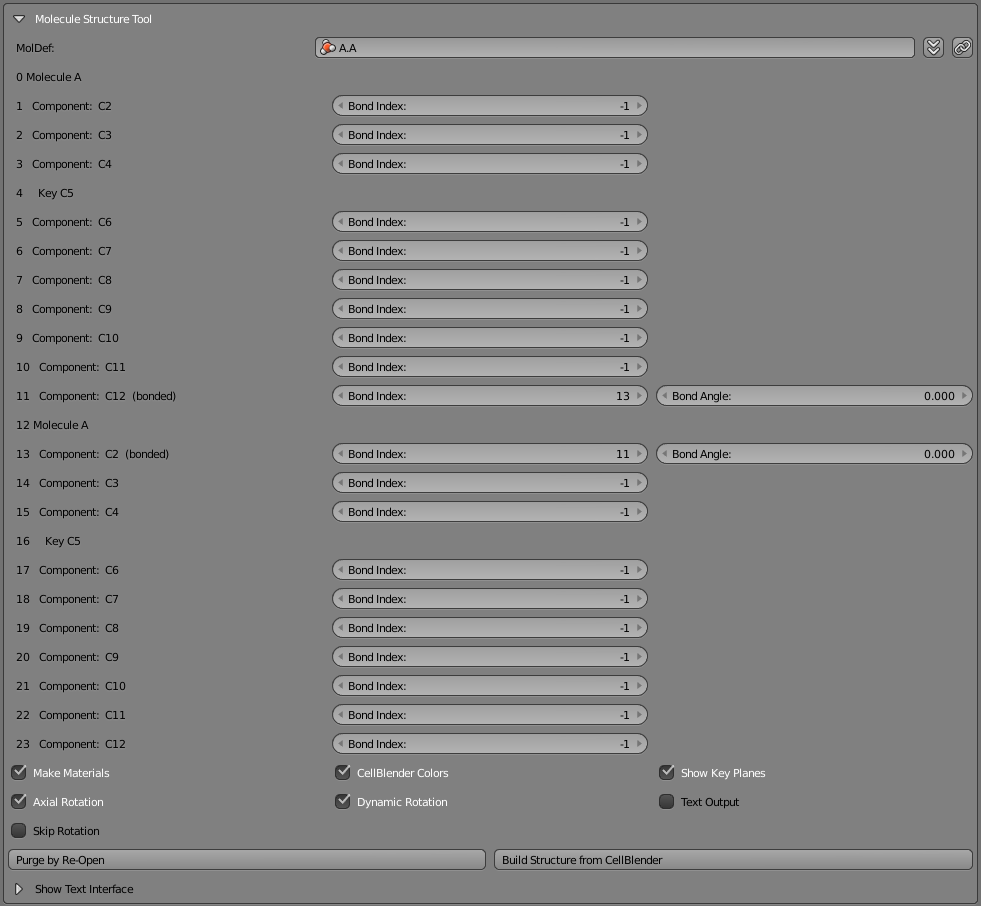 Molecule Structure Tool
MolDef: A.A
0 Molecule A
1 Component: C2 Bond Index: -1
2 Component: C3 Bond Index: -1
3 Component: C4 Bond Index: -1
4 Key C5
5 Component: C6 Bond Index: -1
6 Component: C7 Bond Index: -1
7 Component: C8 Bond Index: -1
8 Component: C9 Bond Index: -1
9 Component: C10 Bond Index: -1
10 Component: C11 Bond Index: -1
11 Component: C12 (bonded) Bond Index: 13 Bond Angle: 0.000
12 Molecule A
13 Component: C2 (bonded) Bond Index: 11 Bond Angle: 0.000
14 Component: C3 Bond Index: -1
15 Component: C4 Bond Index: -1
16 Key C5
17 Component: C6 Bond Index: -1
18 Component: C7 Bond Index: -1
19 Component: C8 Bond Index: -1
20 Component: C9 Bond Index: -1
21 Component: C10 Bond Index: -1
22 Component: C11 Bond Index: -1
23 Component: C12 Bond Index: -1
Make Materials CellBlender Colors Show Key Planes
Axial Rotation Dynamic Rotation Text Output
Skip Rotation
Purge by Re-Open Build Structure from CellBlender
Show Text Interface